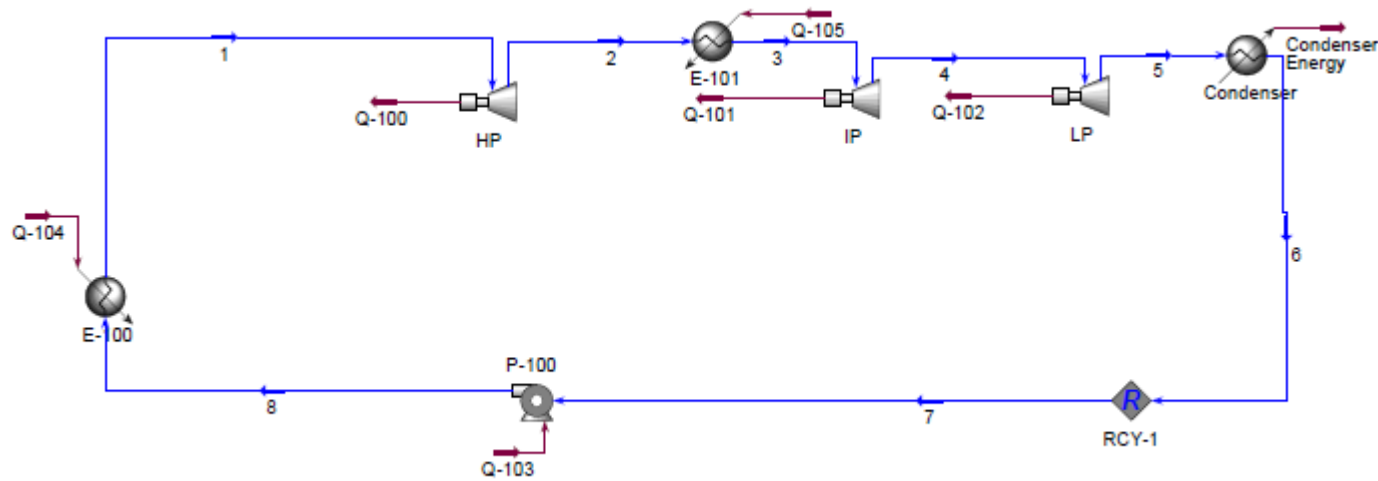 1
2
Q-105
3
E-101
4
5
Condenser
Energy
Condenser
Q-100
HP
Q-101
IP
Q-102
LP
Q-104
E-100
6
P-100
8
7
R
RCY-1
Q-103